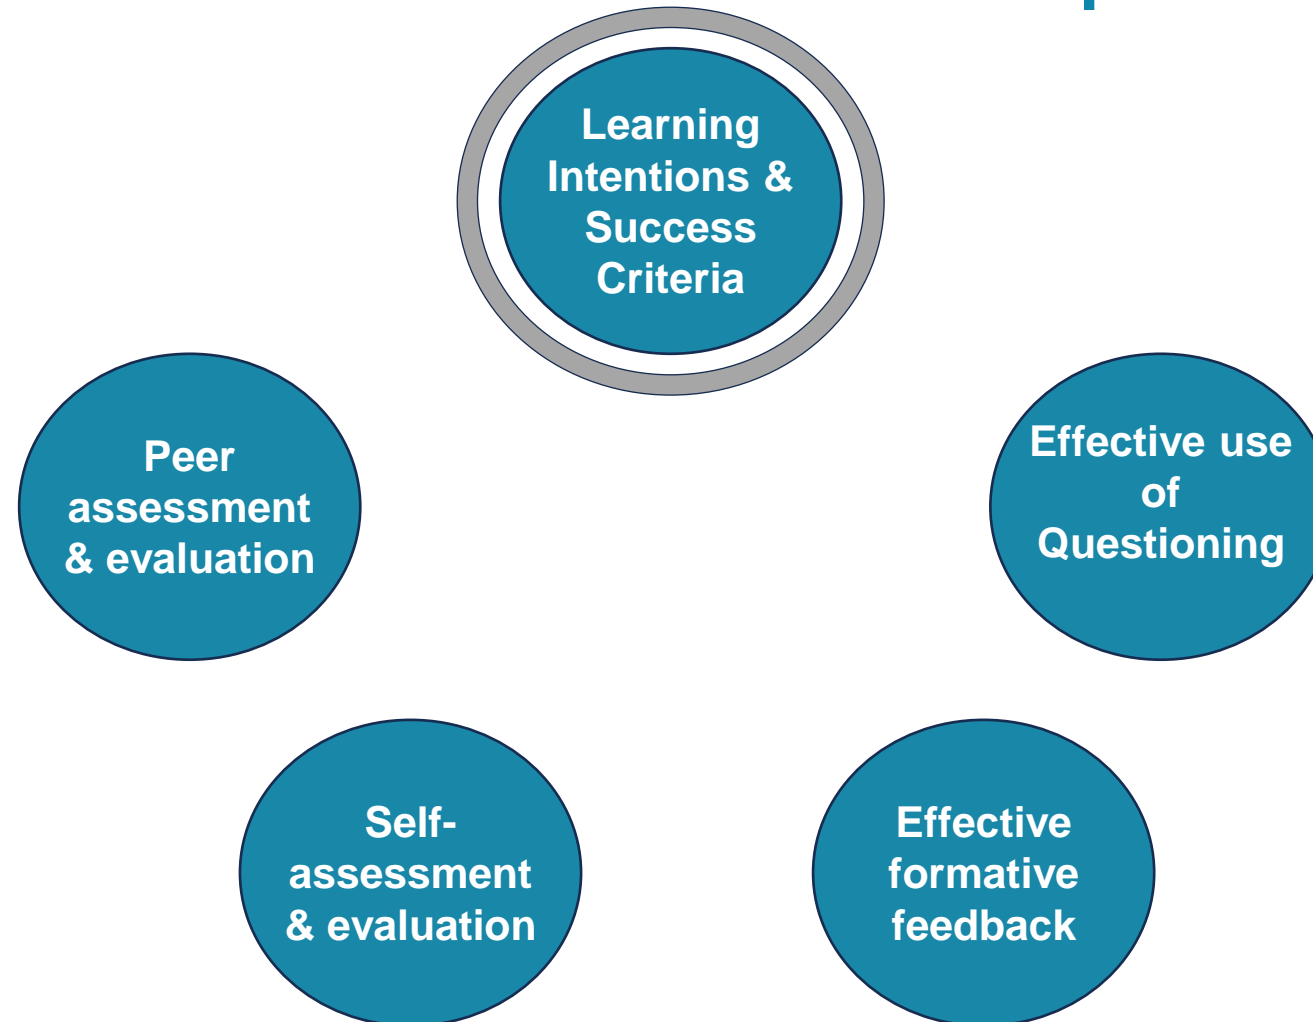 Learning
Intentions &
Success
Criteria
Peer
assessment
& evaluation
Effective use
of
Questioning
Self-
assessment
& evaluation
Effective
formative
feedback